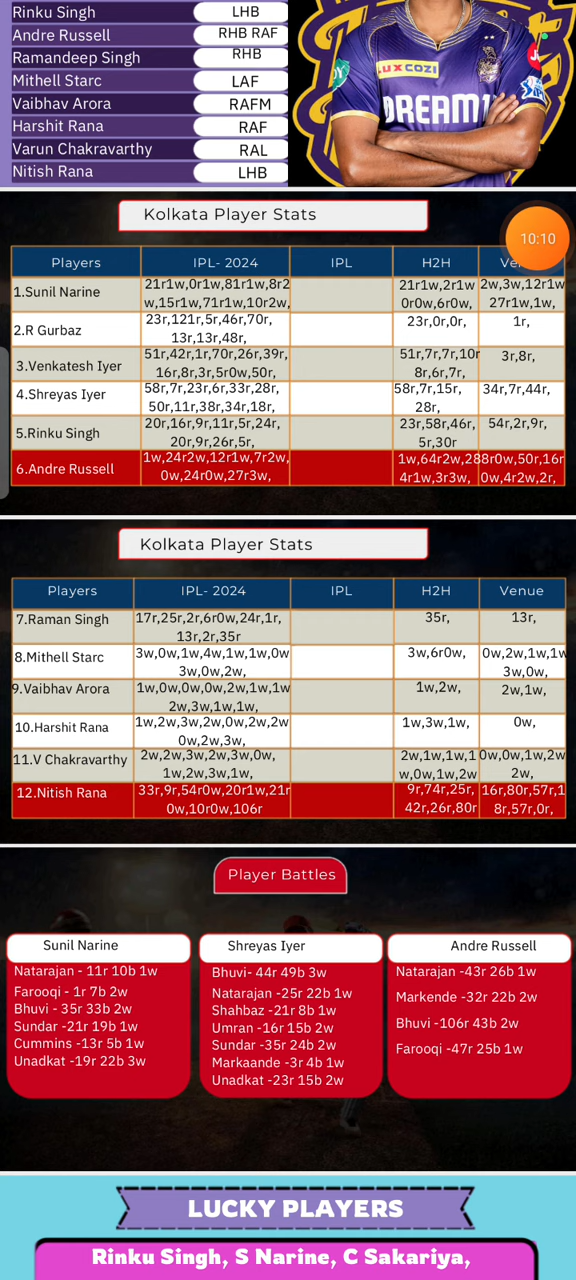 Rinku Singh LHB
Andre Russell RHB RAF
Ramandeep Singh RHB
Mithell Starc LAF
Vaibhav Arora RAFM
Harshit Rana RAF
Varun Chakravarthy RAL
Nitish Rana LHB
LUX COZI
DREAM11
Kolkata Player Stats
10:10
Players IPL- 2024 IPL H2H
1.Sunil Narine 21r1w,0r1w,81r1w,8r2 21r1w,2r1w 2w,3w,12r1w
w,15r1w,71r1w,10r2w, 0r0w,6r0w, 27r1w,1w,
2.R Gurbaz 23r,121r,5r,46r,70r, 23r,0r,0r, 1r,
13r,13r,48r,
3.Venkatesh Iyer 51r,42r,1r,70r,26r,39r, 51r,7r,7r,10r 3r,8r,
16r,8r,3r,5r0w,50r, 8r,6r,7r,
4.Shreyas Iyer 58r,7r,23r,6r,33r,28r, 58r,7r,15r, 34r,7r,44r,
50r,11r,38r,34r,18r, 28r,
5.Rinku Singh 20r,16r,9r,11r,5r,24r, 23r,58r,46r, 54r,2r,9r,
20r,9r,26r,5r, 5r,30r
6.Andre Russell 1w,24r2w,12r1w,7r2w, 1w,64r2w,28 8r0w,50r,16r
0w,24r0w,27r3w, 4r1w,3r3w, 0w,4r2w,2r,
Kolkata Player Stats
Players IPL- 2024 IPL H2H Venue
7.Raman Singh 17r,25r,2r,6r0w,24r,1r, 35r, 13r,
13r,2r,35r
8.Mithell Starc 3w,0w,1w,4w,1w,1w,0w 3w,6r0w, 0w,2w,1w,1w
3w,0w,2w, 3w,0w,
9.Vaibhav Arora 1w,0w,0w,0w,2w,1w,1w 1w,2w, 2w,1w,
2w,3w,1w,1w,
10.Harshit Rana 1w,2w,3w,2w,0w,2w,2w 1w,3w,1w, 0w,
0w,2w,3w,
11.V Chakravarthy 2w,2w,3w,2w,3w,0w, 2w,1w,1w,1 0w,0w,1w,2w
1w,2w,3w,1w, w,0w,1w,2w 2w,
12.Nitish Rana 33r,9r,54r0w,20r1w,21r 9r,74r,25r, 16r,80r,57r,1
0w,10r0w,106r 42r,26r,80r 8r,57r,0r,
Player Battles
Sunil Narine
Natarajan - 11r 10b 1w
Farooqi - 1r 7b 2w
Bhuvi - 35r 33b 2w
Sundar -21r 19b 1w
Cummins -13r 5b 1w
Unadkat -19r 22b 3w
Shreyas Iyer
Bhuvi- 44r 49b 3w
Natarajan -25r 22b 1w
Shahbaz -21r 8b 1w
Umran -16r 15b 2w
Sundar -35r 24b 2w
Markaande -3r 4b 1w
Unadkat -23r 15b 2w
Andre Russell
Natarajan -43r 26b 1w
Markende -32r 22b 2w
Bhuvi -106r 43b 2w
Farooqi -47r 25b 1w
LUCKY PLAYERS
Rinku Singh, S Narine, C Sakariya,